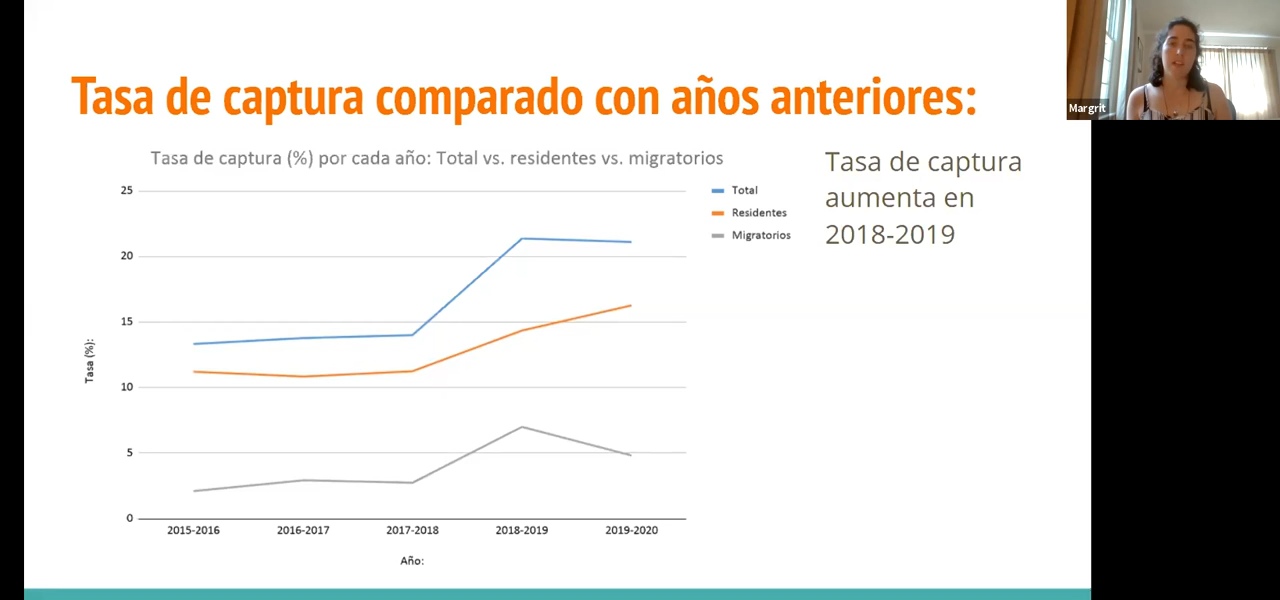 Tasa de captura comparado con años anteriores:
Margrit
Tasa de captura (%) por cada año: Total vs. residentes vs. migratorios
Tasa de captura
aumenta en
2018-2019
Total
Residentes
Migratorios
25
20
15
10
5
0
Tasa (%):
2015-2016
2016-2017
2017-2018
2018-2019
2019-2020
Año: